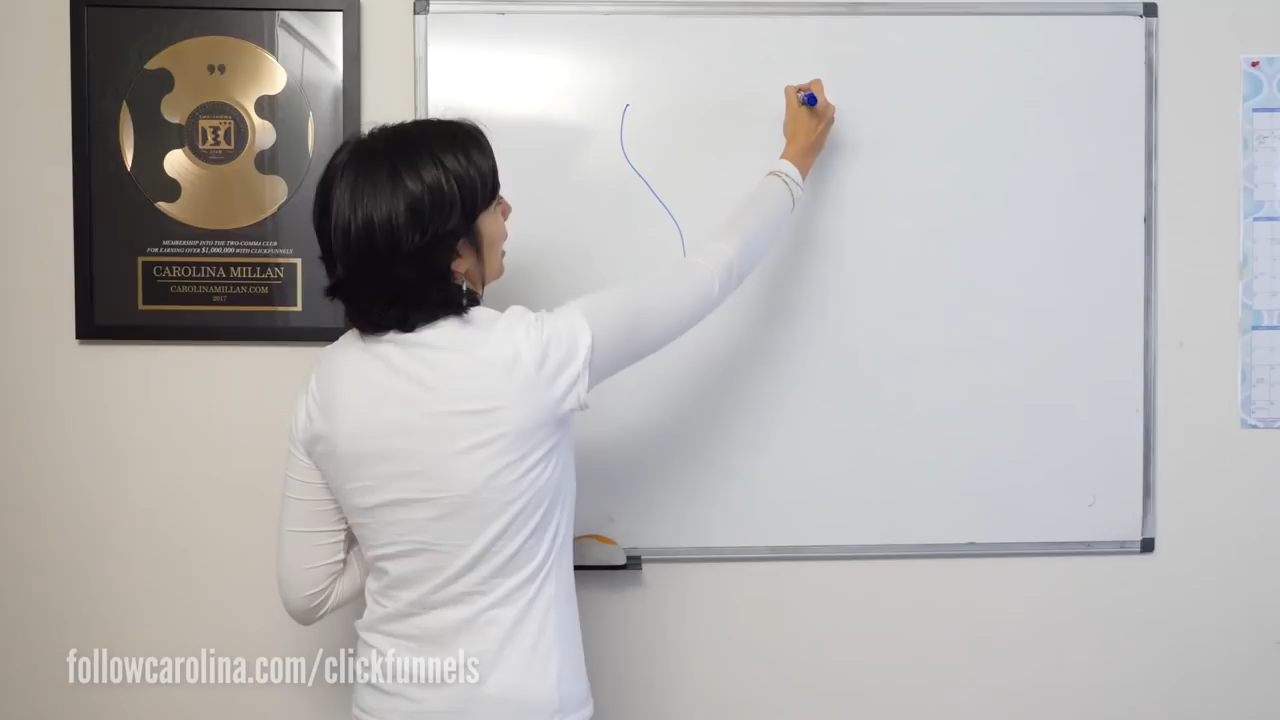 ”
MEMBERSHIP INTO THE TWO-COMMA CLUB
FOR EARNING OVER $1,000,000 WITH CLICKFUNNELS
CAROLINA MILLAN
CAROLINAMILLAN.COM
2017
followcarolina.com/clickfunnels